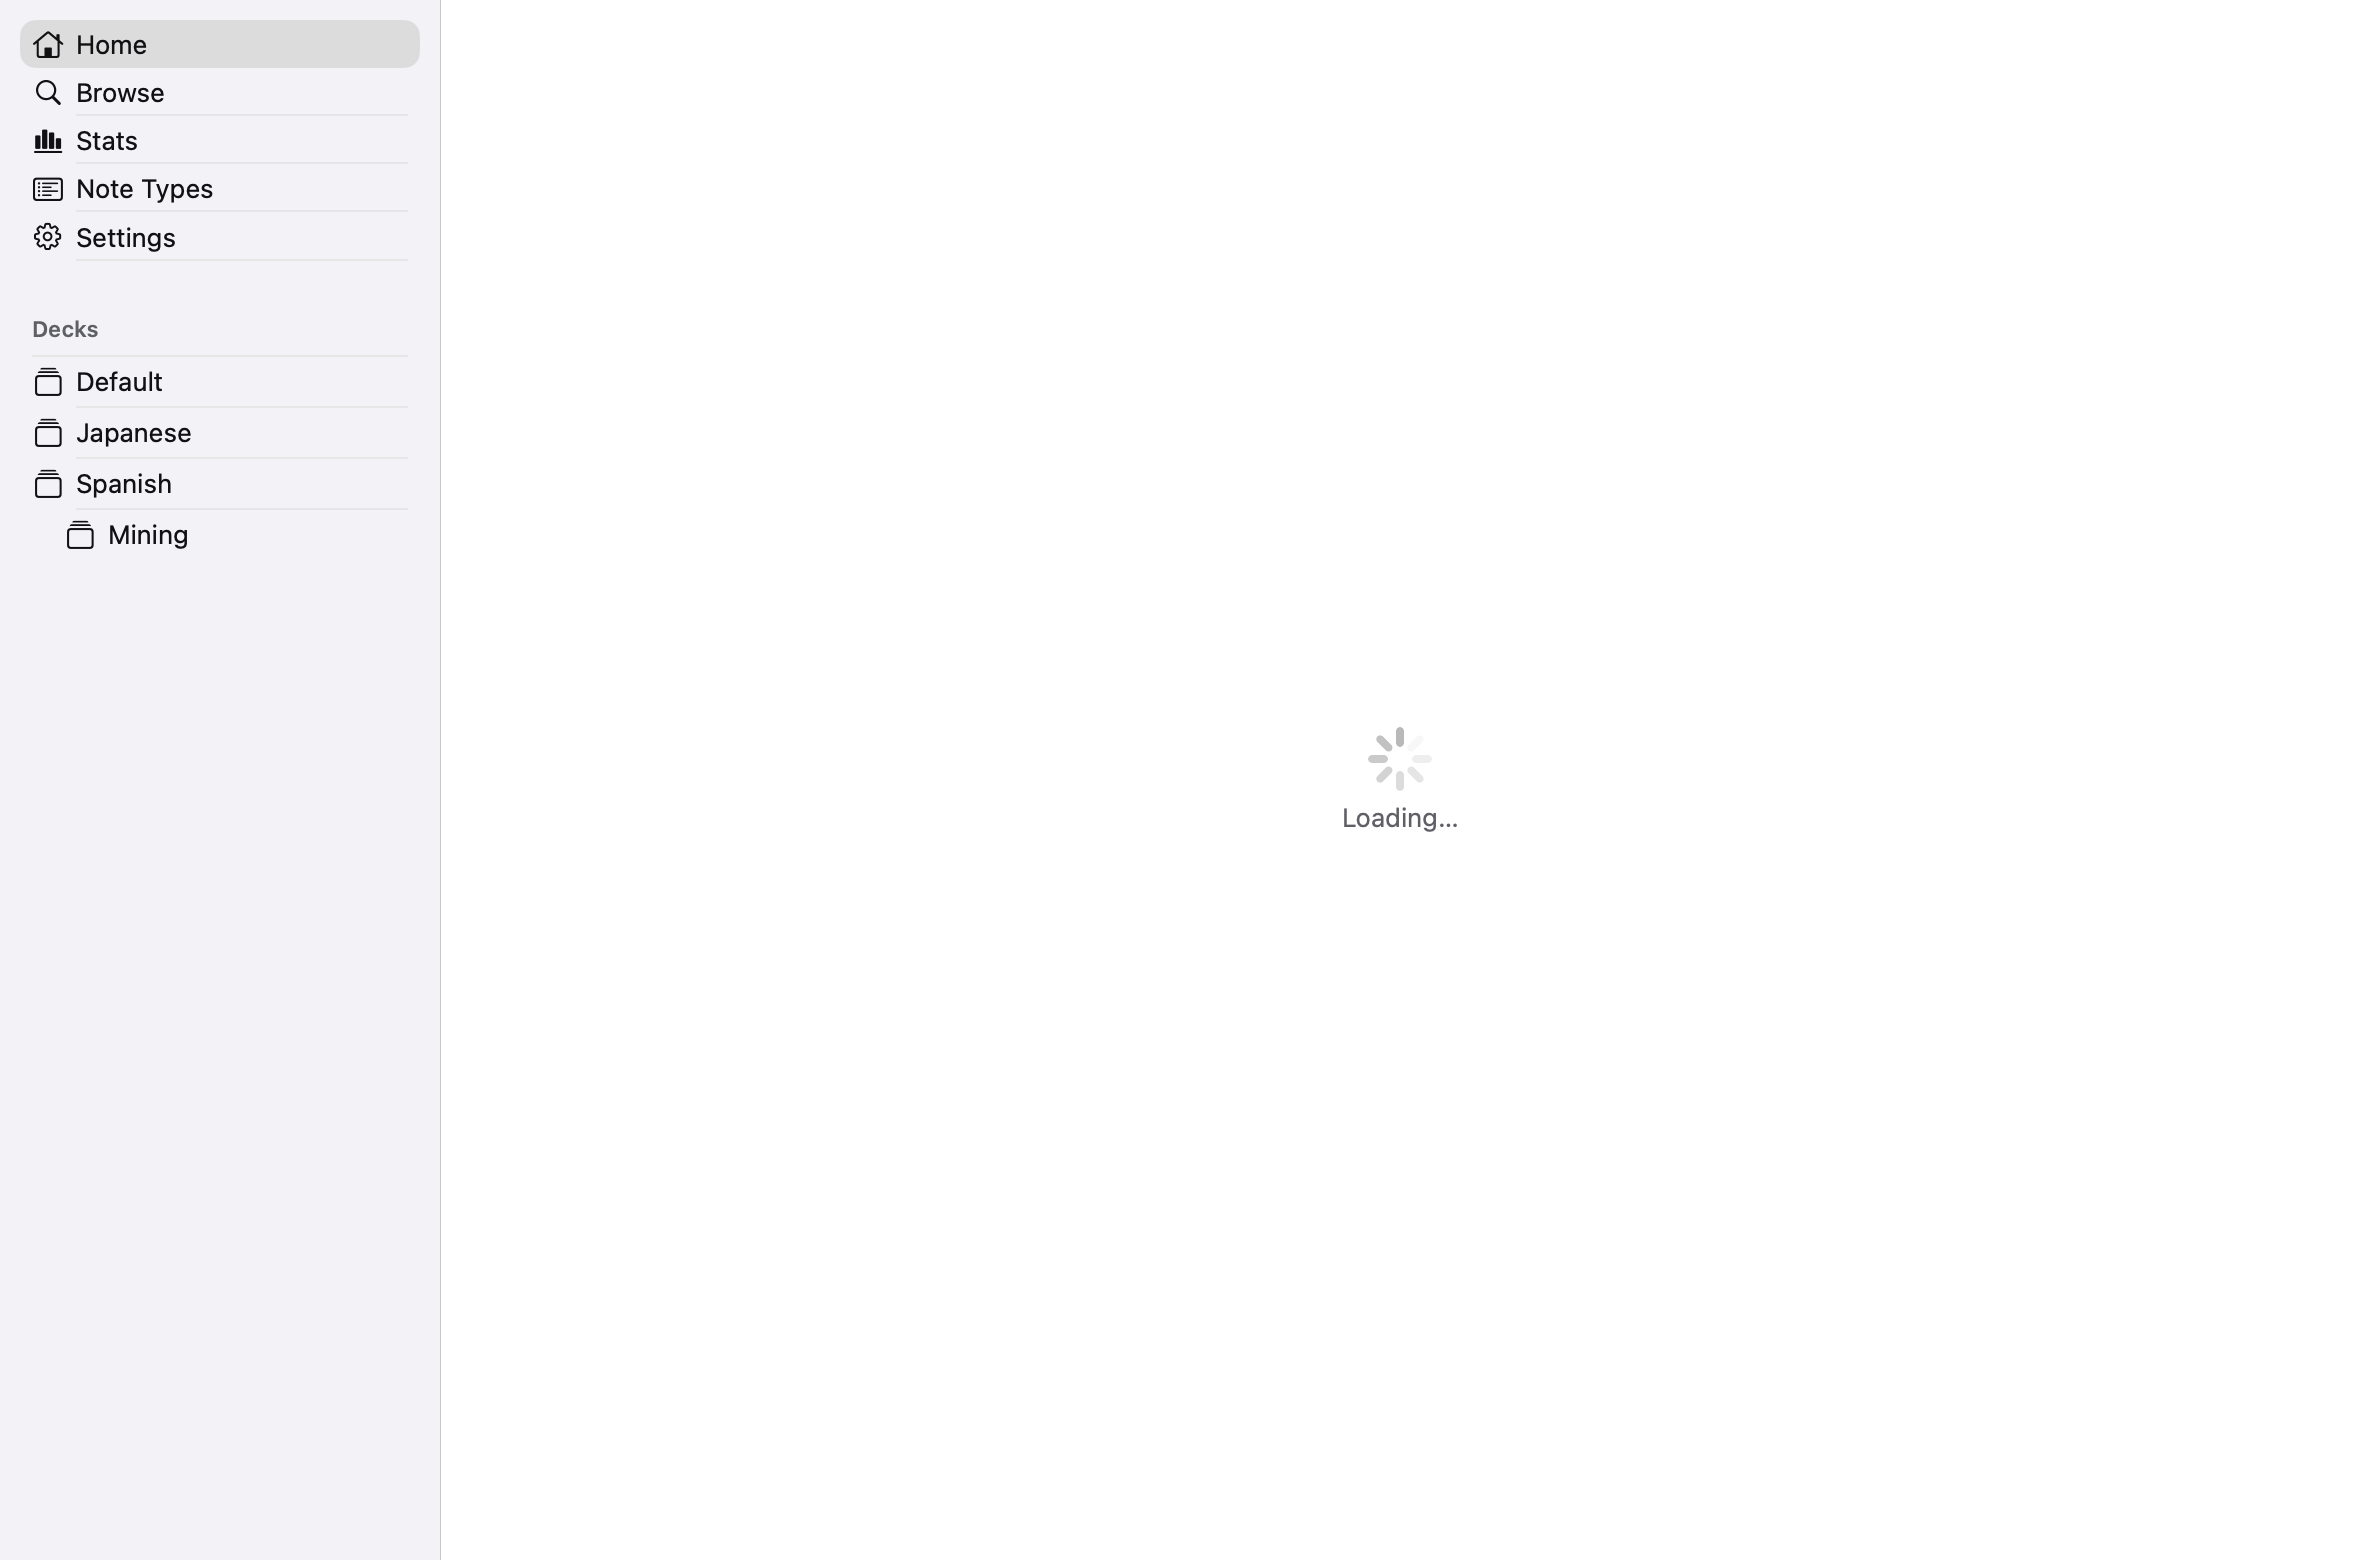 Home
Browse
Stats
Note Types
Settings
Decks
Default
Japanese
Spanish
Mining
Loading...